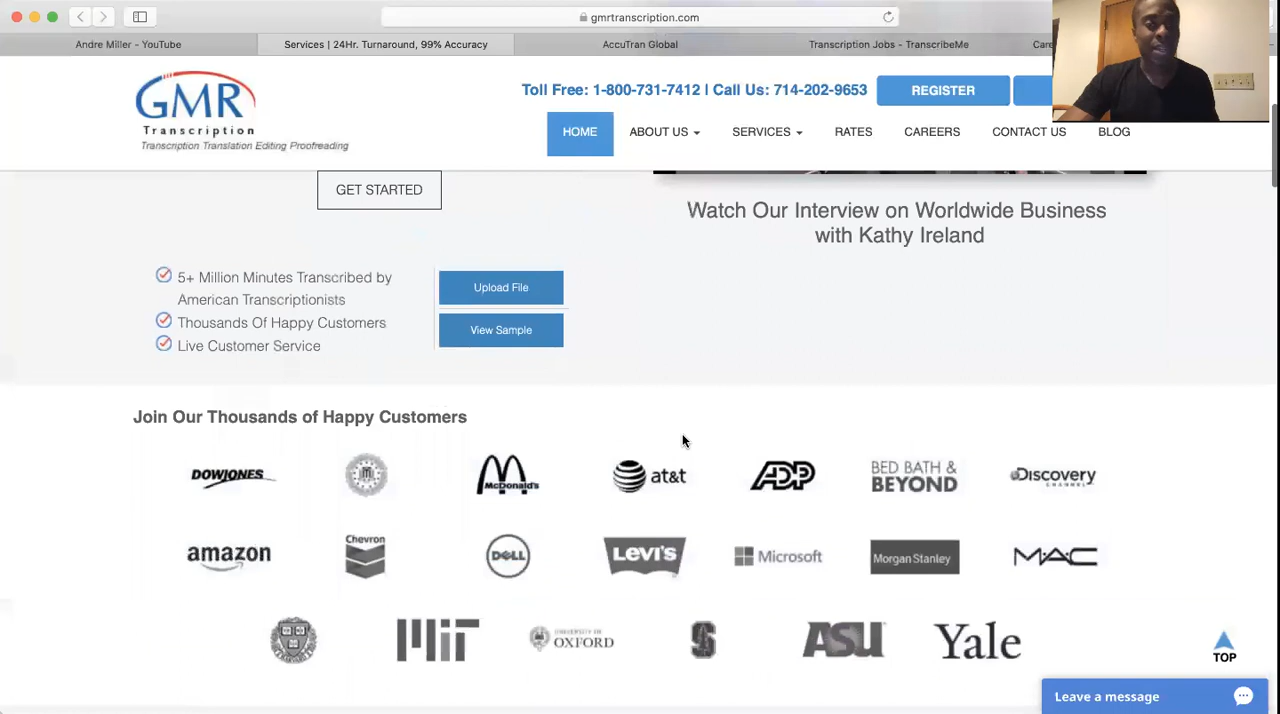 gmrtranscription.com
Andre Miller - YouTube
Services | 24Hr. Turnaround, 99% Accuracy
AccuTran Global
Transcription Jobs - TranscribeMe
GMR
Transcription
Transcription Translation Editing Proofreading
Toll Free: 1-800-731-7412 | Call Us: 714-202-9653
REGISTER
HOME
ABOUT US
SERVICES
RATES
CAREERS
CONTACT US
BLOG
GET STARTED
Watch Our Interview on Worldwide Business
with Kathy Ireland
5+ Million Minutes Transcribed by
American Transcriptionists
Thousands Of Happy Customers
Live Customer Service
Upload File
View Sample
Join Our Thousands of Happy Customers
DOWJONES
McDonald's
at&t
ADP
BED BATH &
BEYOND
Discovery
CHANNEL
amazon
Chevron
DELL
LEVI'S
Microsoft
Morgan Stanley
M·A·C
MIT
UNIVERSITY OF
OXFORD
S
ASU
Yale
TOP
Leave a message